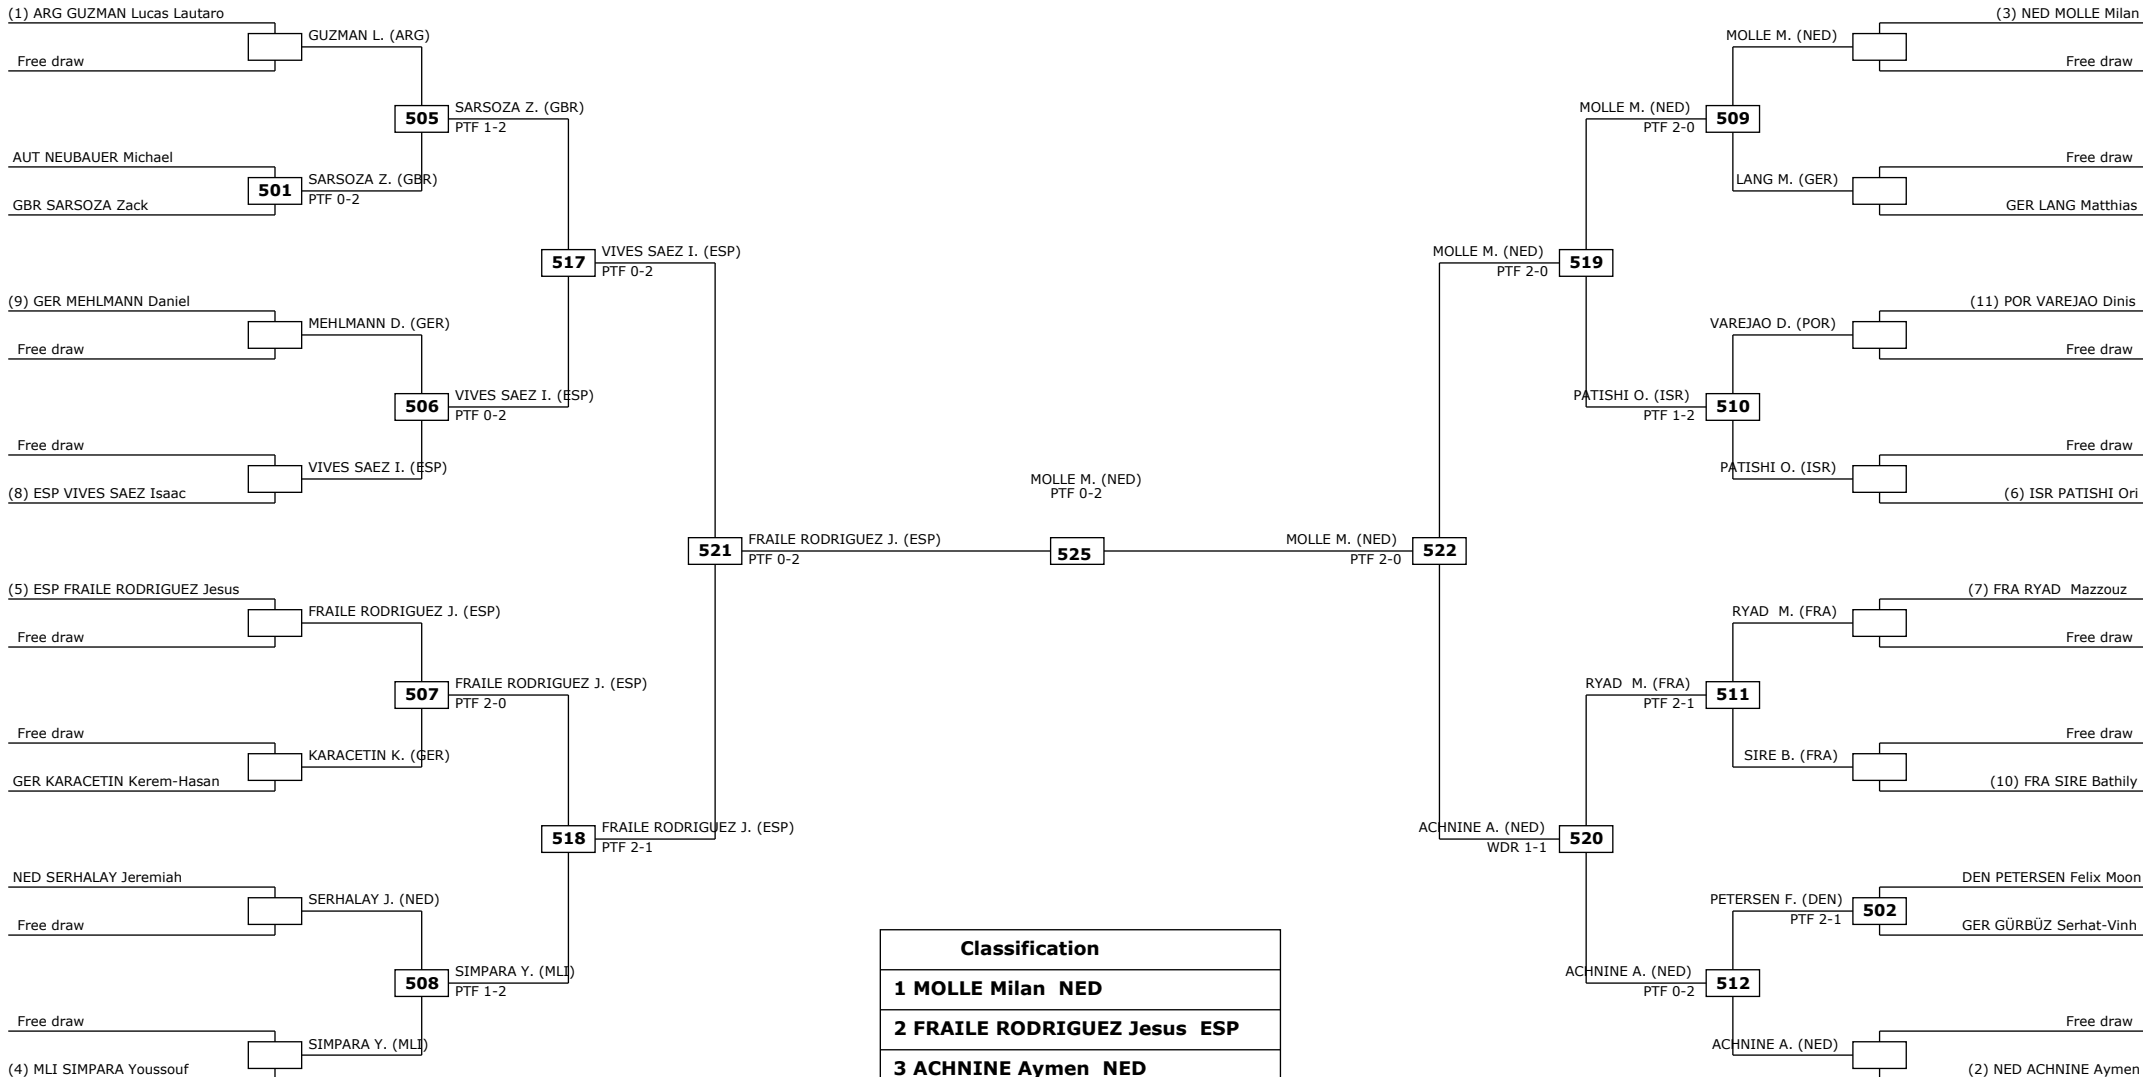 (1) ARG GUZMAN Lucas Lautaro
GUZMAN L. (ARG)
Free draw
505
SARSOZA Z. (GBR)
PTF 1-2
AUT NEUBAUER Michael
501
SARSOZA Z. (GBR)
PTF 0-2
GBR SARSOZA Zack
517
VIVES SAEZ I. (ESP)
PTF 0-2
(9) GER MEHLMANN Daniel
MEHLMANN D. (GER)
Free draw
506
VIVES SAEZ I. (ESP)
PTF 0-2
Free draw
VIVES SAEZ I. (ESP)
(8) ESP VIVES SAEZ Isaac
521
FRAILE RODRIGUEZ J. (ESP)
PTF 0-2
(5) ESP FRAILE RODRIGUEZ Jesus
FRAILE RODRIGUEZ J. (ESP)
Free draw
507
FRAILE RODRIGUEZ J. (ESP)
PTF 2-0
Free draw
KARACETIN K. (GER)
GER KARACETIN Kerem-Hasan
518
FRAILE RODRIGUEZ J. (ESP)
PTF 2-1
NED SERHALAY Jeremiah
SERHALAY J. (NED)
Free draw
508
SIMPARA Y. (MLI)
PTF 1-2
Free draw
SIMPARA Y. (MLI)
(4) MLI SIMPARA Youssouf
MOLLE M. (NED)
PTF 0-2
525
(3) NED MOLLE Milan
MOLLE M. (NED)
Free draw
MOLLE M. (NED)
PTF 2-0
509
Free draw
LANG M. (GER)
GER LANG Matthias
MOLLE M. (NED)
PTF 2-0
519
(11) POR VAREJAO Dinis
VAREJAO D. (POR)
Free draw
PATISHI O. (ISR)
PTF 1-2
510
Free draw
PATISHI O. (ISR)
(6) ISR PATISHI Ori
MOLLE M. (NED)
PTF 2-0
522
(7) FRA RYAD  Mazzouz
RYAD  M. (FRA)
Free draw
RYAD  M. (FRA)
PTF 2-1
511
Free draw
SIRE B. (FRA)
(10) FRA SIRE Bathily
ACHNINE A. (NED)
WDR 1-1
520
DEN PETERSEN Felix Moon
PETERSEN F. (DEN)
PTF 2-1
502
GER GÜRBÜZ Serhat-Vinh
ACHNINE A. (NED)
PTF 0-2
512
Free draw
ACHNINE A. (NED)
(2) NED ACHNINE Aymen
Classification
1 MOLLE Milan  NED
2 FRAILE RODRIGUEZ Jesus  ESP
3 ACHNINE Aymen  NED